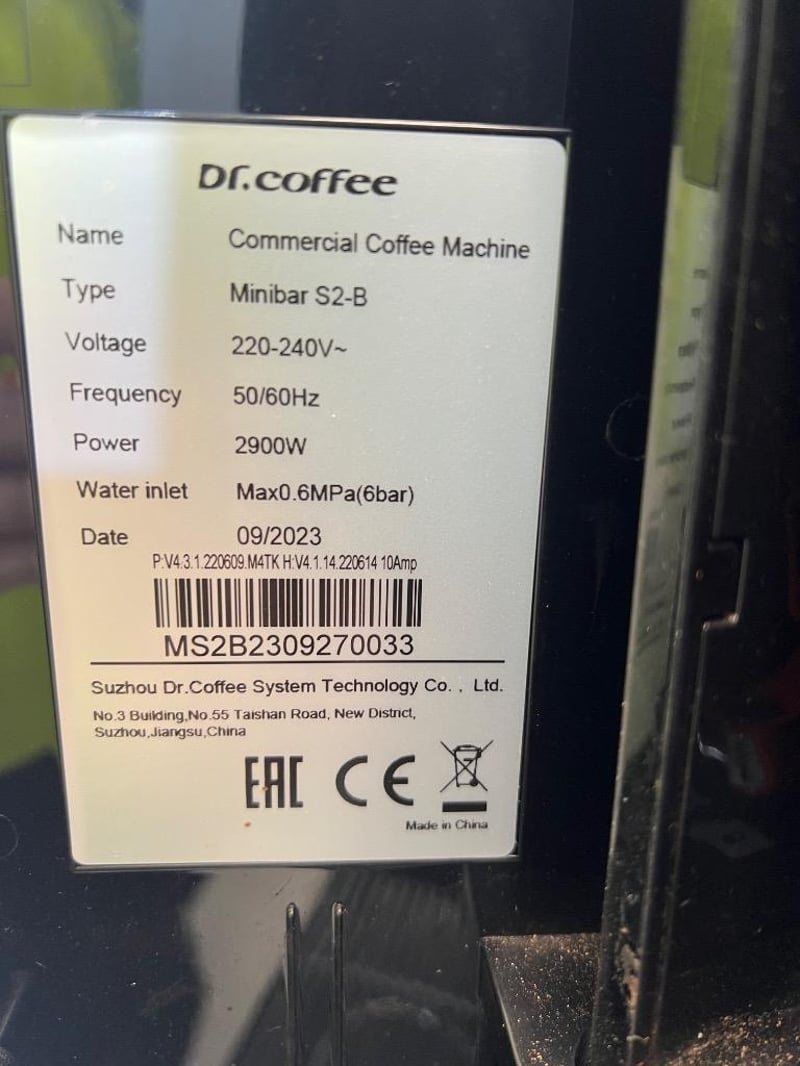 Dr.coffee
Name Commercial Coffee Machine
Type Minibar S2-B
Voltage 220-240V~
Frequency 50/60Hz
Power 2900W
Water inlet Max0.6MPa(6bar)
Date 09/2023
P:V4.3.1.220609.M4TK H:V4.1.14.220614 10Amp
MS2B2309270033
Suzhou Dr.Coffee System Technology Co. , Ltd.
No.3 Building,No.55 Taishan Road, New District,
Suzhou,Jiangsu,China
EAC CE
Made in China